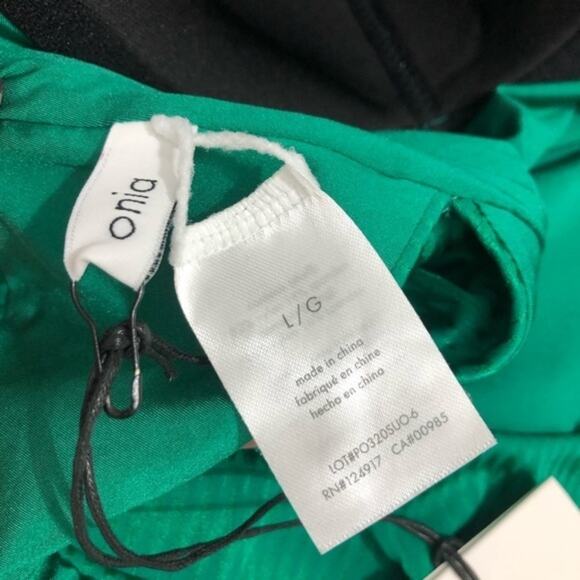 onia
L/G
made in china
fabriqué en chine
hecho en china
LOT#PO320SUO-6
RN#124917 CA#00985